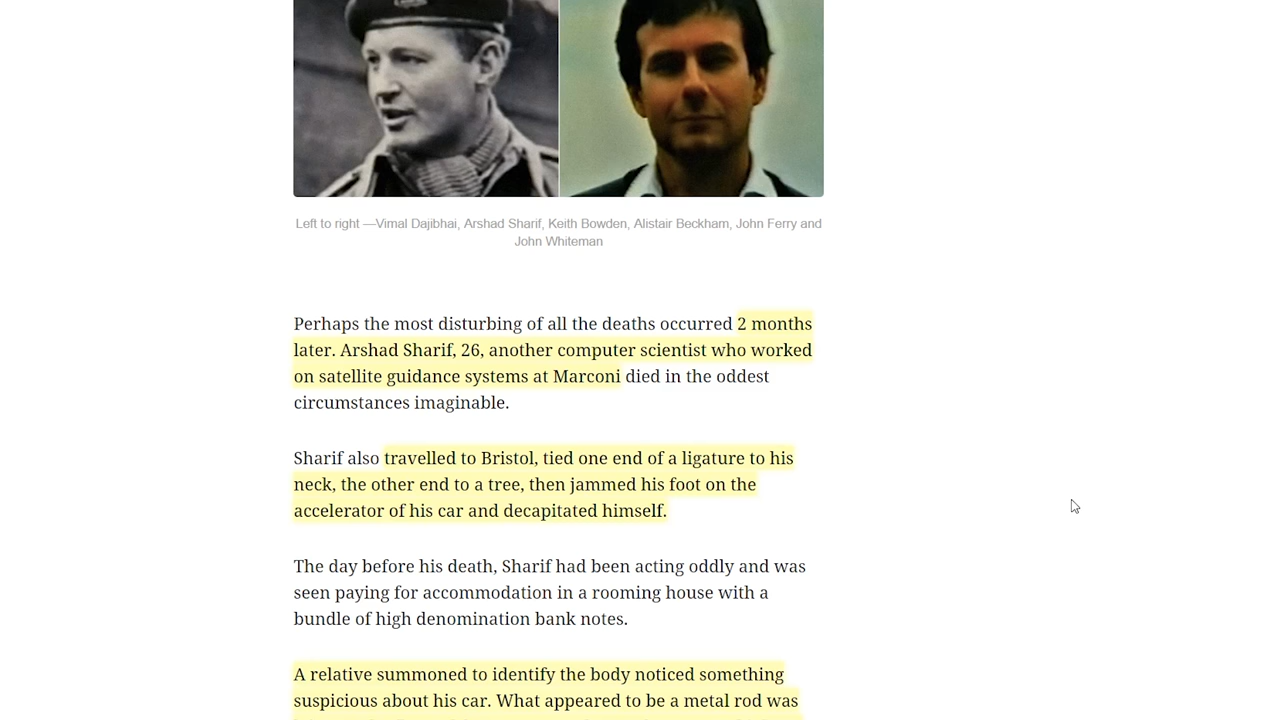 Left to right —Vimal Dajibhai, Arshad Sharif, Keith Bowden, Alistair Beckham, John Ferry and
John Whiteman
Perhaps the most disturbing of all the deaths occurred 2 months
later. Arshad Sharif, 26, another computer scientist who worked
on satellite guidance systems at Marconi died in the oddest
circumstances imaginable.
Sharif also travelled to Bristol, tied one end of a ligature to his
neck, the other end to a tree, then jammed his foot on the
accelerator of his car and decapitated himself.
The day before his death, Sharif had been acting oddly and was
seen paying for accommodation in a rooming house with a
bundle of high denomination bank notes.
A relative summoned to identify the body noticed something
suspicious about his car. What appeared to be a metal rod was